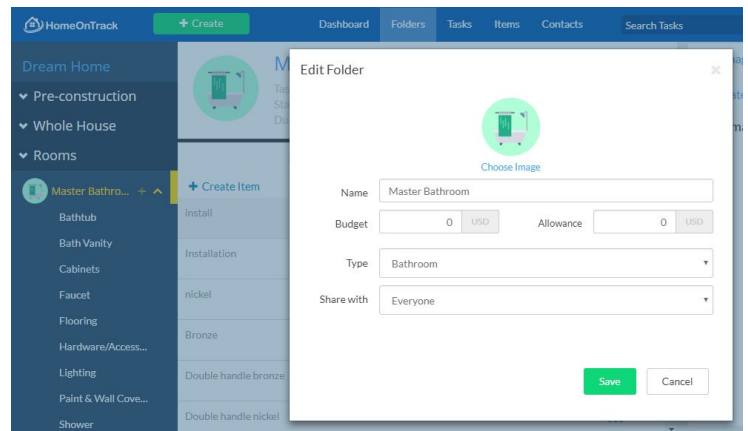 HomeOnTrack
+ Create
Dashboard Folders Tasks Items Contacts
Search Tasks
Dream Home
Pre-construction
Whole House
Rooms
Master Bathro... +
Bathtub
Bath Vanity
Cabinets
Faucet
Flooring
Hardware/Access...
Lighting
Paint & Wall Cove...
Shower
+ Create Item
install
Installation
nickel
Bronze
Double handle bronze
Double handle nickel
Edit Folder
×
Choose Image
Name Master Bathroom
Budget 0 USD Allowance 0 USD
Type Bathroom
Share with Everyone
Save Cancel